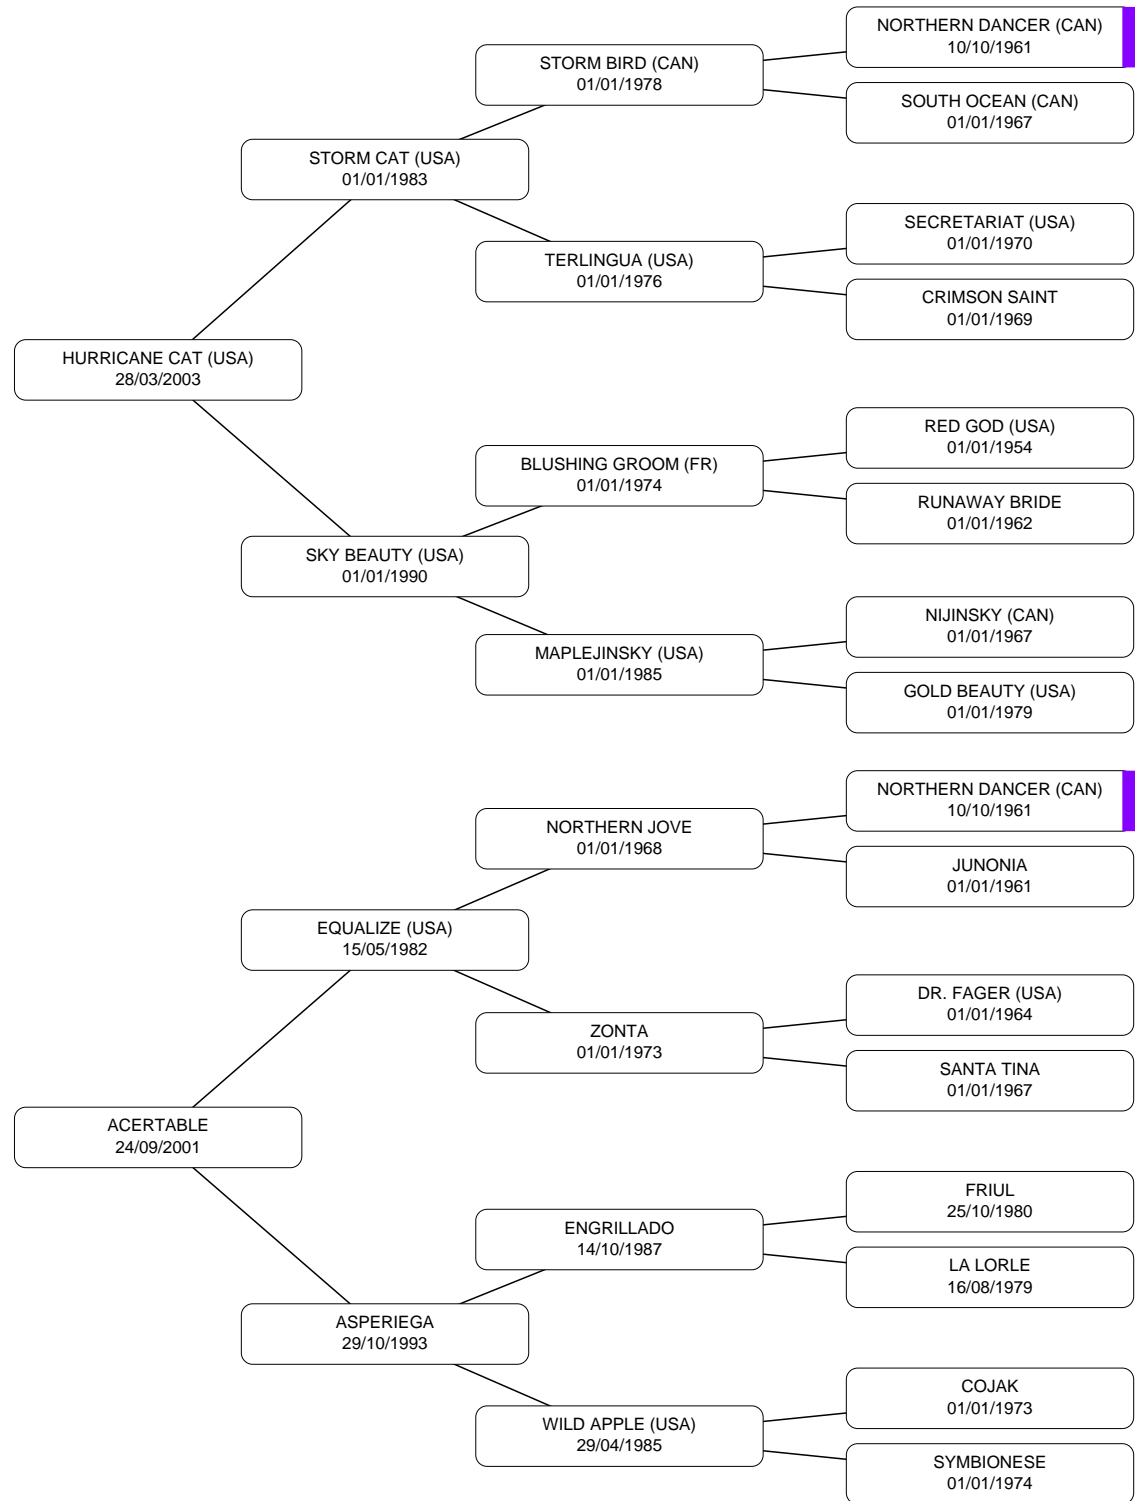 NORTHERN DANCER (CAN)
10/10/1961
STORM BIRD (CAN)
01/01/1978
SOUTH OCEAN (CAN)
01/01/1967
STORM CAT (USA)
01/01/1983
SECRETARIAT (USA)
01/01/1970
TERLINGUA (USA)
01/01/1976
CRIMSON SAINT
01/01/1969
HURRICANE CAT (USA)
28/03/2003
RED GOD (USA)
01/01/1954
BLUSHING GROOM (FR)
01/01/1974
RUNAWAY BRIDE
01/01/1962
SKY BEAUTY (USA)
01/01/1990
NIJINSKY (CAN)
01/01/1967
MAPLEJINSKY (USA)
01/01/1985
GOLD BEAUTY (USA)
01/01/1979
NORTHERN DANCER (CAN)
10/10/1961
NORTHERN JOVE
01/01/1968
JUNONIA
01/01/1961
EQUALIZE (USA)
15/05/1982
DR. FAGER (USA)
01/01/1964
ZONTA
01/01/1973
SANTA TINA
01/01/1967
ACERTABLE
24/09/2001
FRIUL
25/10/1980
ENGRILLADO
14/10/1987
LA LORLE
16/08/1979
ASPERIEGA
29/10/1993
COJAK
01/01/1973
WILD APPLE (USA)
29/04/1985
SYMBIONESE
01/01/1974